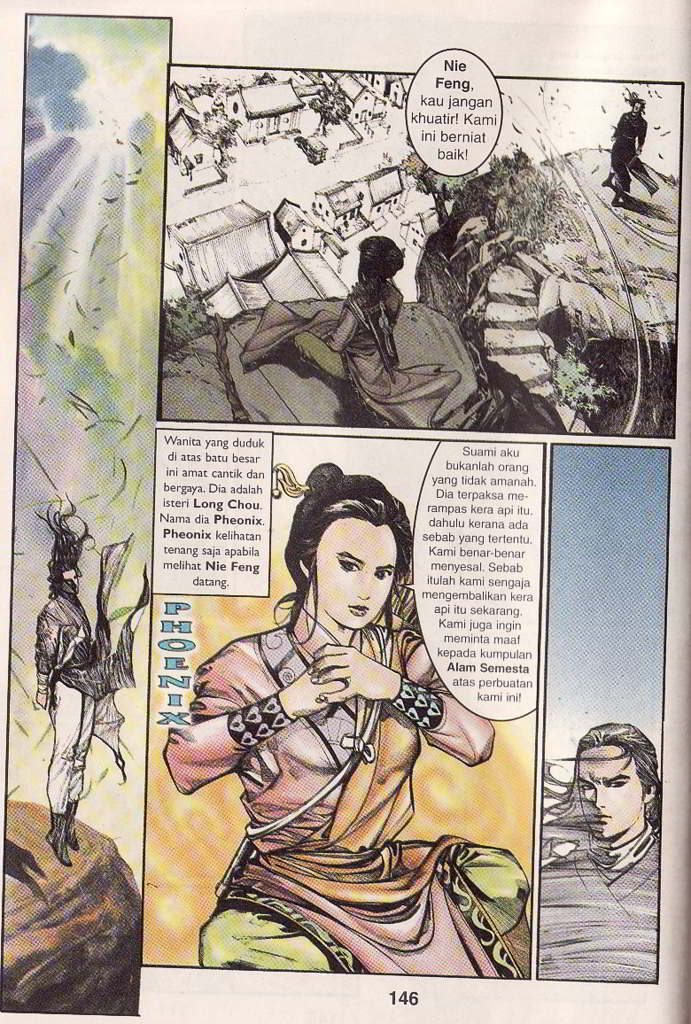 Nie
Feng,
kau jangan
khuatir! Kami
ini berniat
baik!
Wanita yang duduk
di atas batu besar
ini amat cantik dan
bergaya. Dia adalah
isteri Long Chou.
Nama dia Pheonix.
Pheonix kelihatan
tenang saja apabila
melihat Nie Feng
datang.
PHOENIX
Suami aku
bukanlah orang
yang tidak amanah.
Dia terpaksa me-
rampas kera api itu.
dahulu kerana ada
sebab yang tertentu.
Kami benar-benar
menyesal. Sebab
itulah kami sengaja
mengembalikan kera
api itu sekarang.
Kami juga ingin
meminta maaf
kepada kumpulan
Alam Semesta
atas perbuatan
kami ini!
146